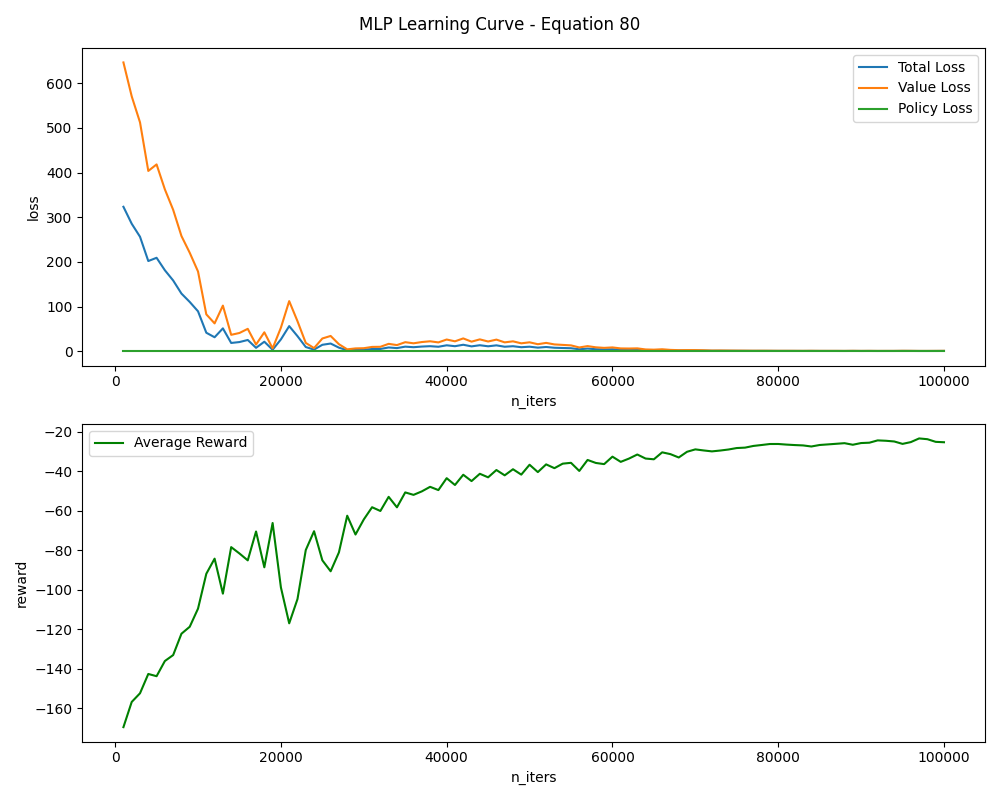 MLP Learning Curve - Equation 80
600
500
400
300
200
100
0
loss
Total Loss
Value Loss
Policy Loss
0 20000 40000 60000 80000 100000
n_iters
−20
−40
−60
−80
−100
−120
−140
−160
reward
Average Reward
0 20000 40000 60000 80000 100000
n_iters